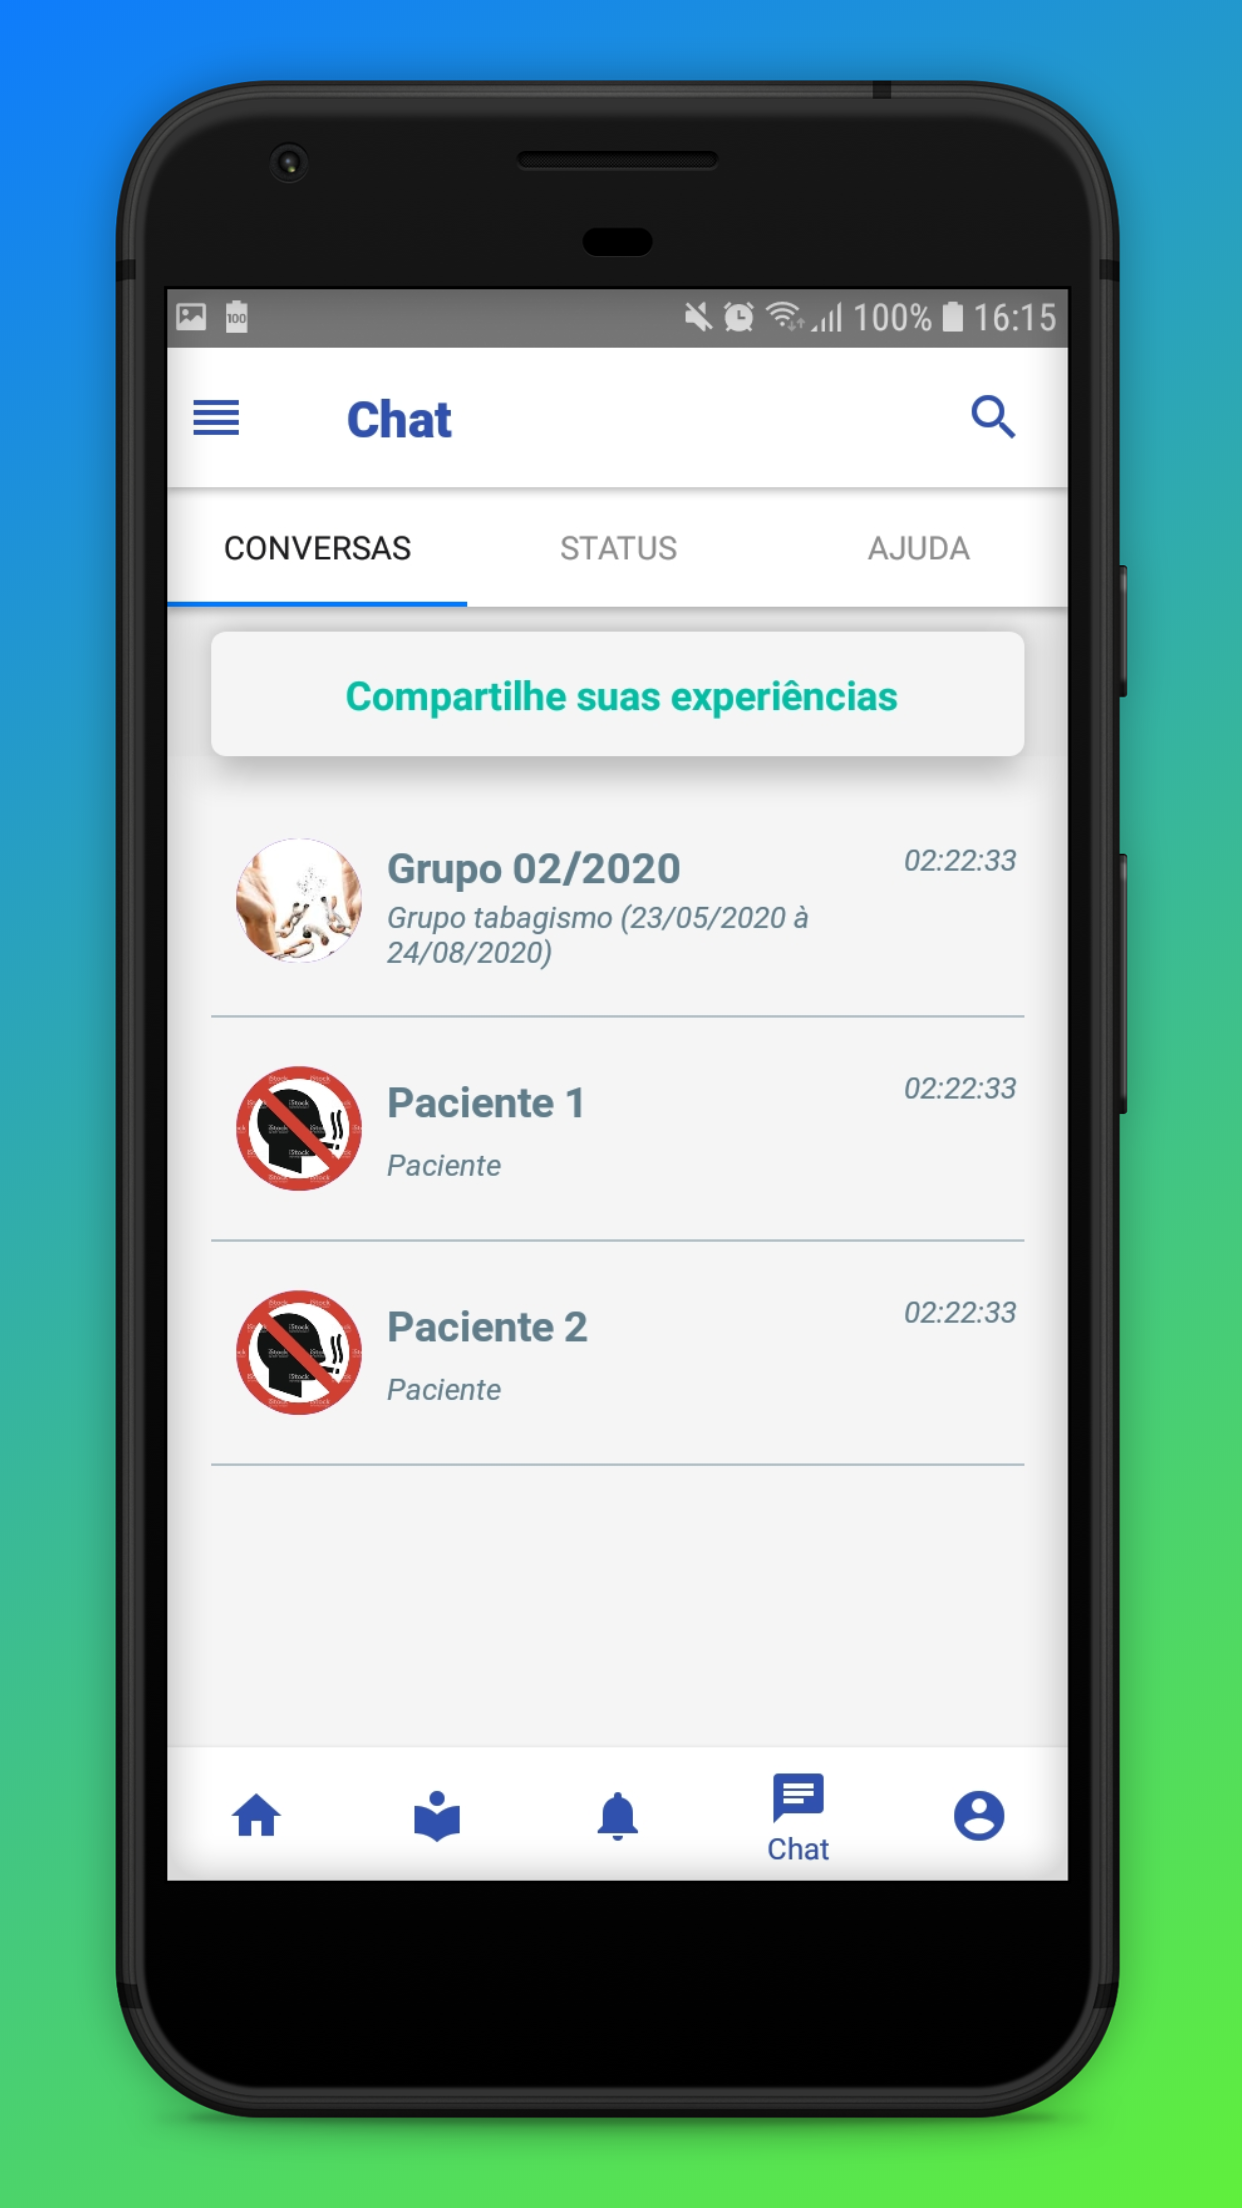 100
100% 16:15
Chat
CONVERSAS STATUS AJUDA
Compartilhe suas experiências
Grupo 02/2020
02:22:33
Grupo tabagismo (23/05/2020 à
24/08/2020)
Paciente 1
02:22:33
Paciente
iStock
Paciente 2
02:22:33
Paciente
iStock
Chat